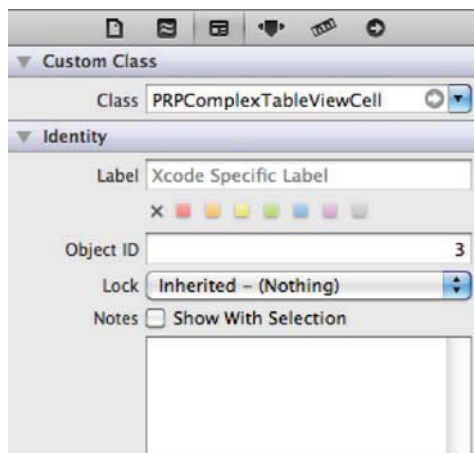 Custom Class
Class PRPComplexTableViewCell
Identity
Label Xcode Specific Label
Object ID 3
Lock Inherited – (Nothing)
Notes Show With Selection